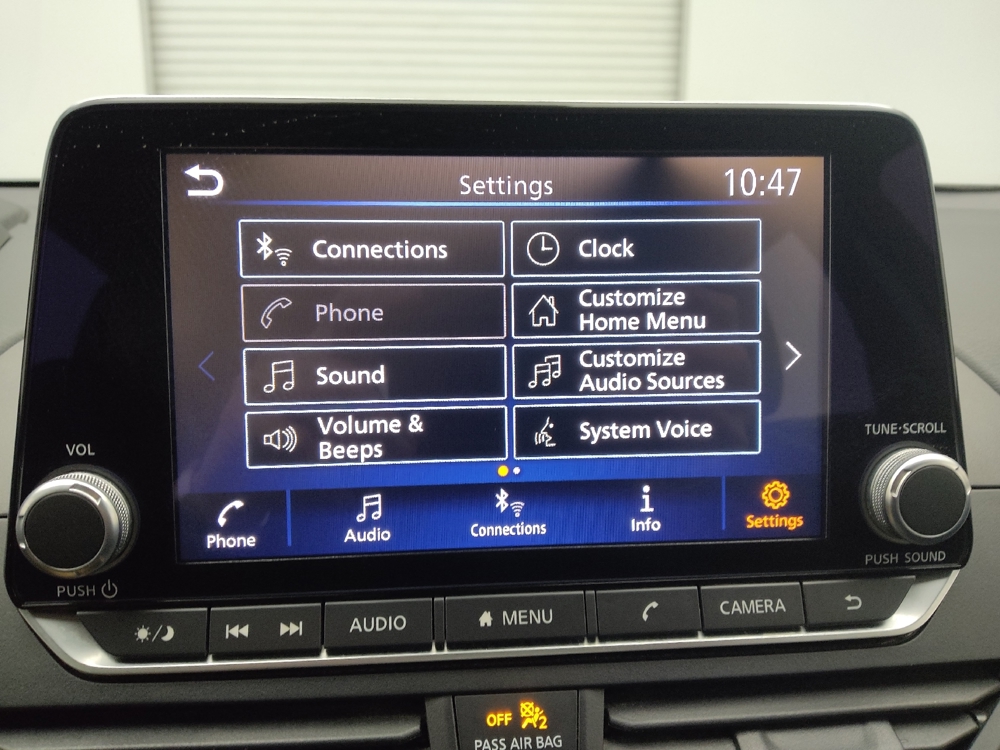 Settings
10:47
Connections
Clock
Phone
Customize
Home Menu
Sound
Customize
Audio Sources
Volume &
Beeps
System Voice
VOL
TUNE·SCROLL
Phone
Audio
Connections
Info
Settings
PUSH
PUSH SOUND
AUDIO
MENU
CAMERA
OFF
2
PASS AIR BAG